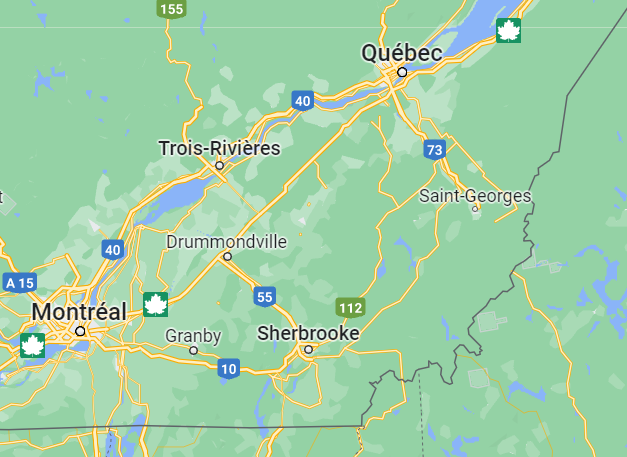 155
Québec
40
Trois-Rivières
73
Saint-Georges
Drummondville
40
A 15
55
112
Montréal
Granby
Sherbrooke
10